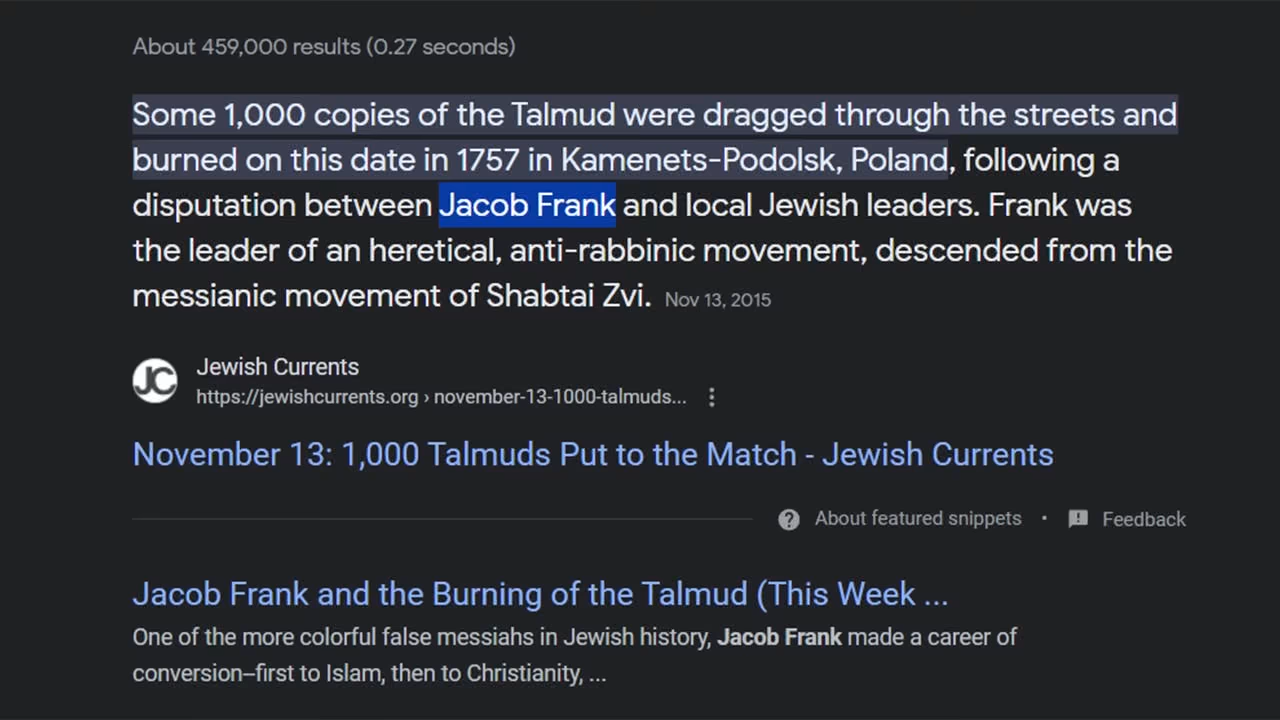 About 459,000 results (0.27 seconds)
Some 1,000 copies of the Talmud were dragged through the streets and
burned on this date in 1757 in Kamenets-Podolsk, Poland, following a
disputation between Jacob Frank and local Jewish leaders. Frank was
the leader of an heretical, anti-rabbinic movement, descended from the
messianic movement of Shabtai Zvi. Nov 13, 2015
JC
Jewish Currents
https://jewishcurrents.org › november-13-1000-talmuds...
November 13: 1,000 Talmuds Put to the Match - Jewish Currents
About featured snippets • Feedback
Jacob Frank and the Burning of the Talmud (This Week ...
One of the more colorful false messiahs in Jewish history, Jacob Frank made a career of
conversion–first to Islam, then to Christianity, ...